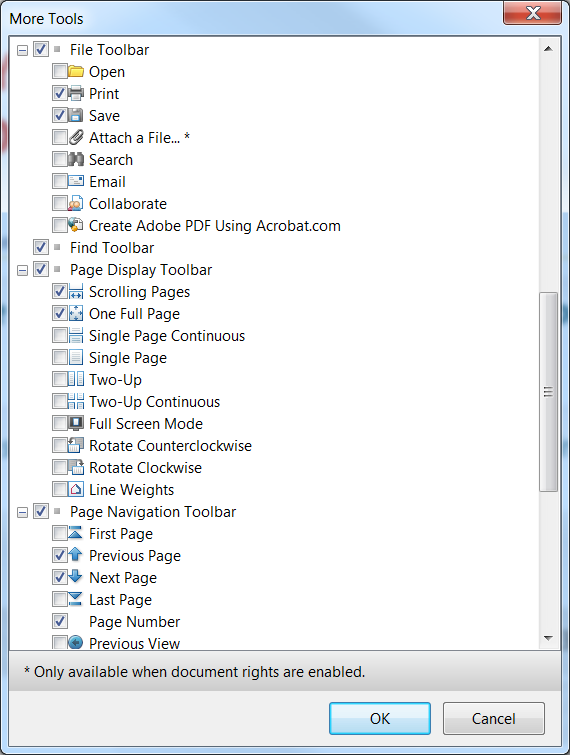 More Tools
File Toolbar
Open
Print
Save
Attach a File... *
Search
Email
Collaborate
Create Adobe PDF Using Acrobat.com
Find Toolbar
Page Display Toolbar
Scrolling Pages
One Full Page
Single Page Continuous
Single Page
Two-Up
Two-Up Continuous
Full Screen Mode
Rotate Counterclockwise
Rotate Clockwise
Line Weights
Page Navigation Toolbar
First Page
Previous Page
Next Page
Last Page
Page Number
Previous View
* Only available when document rights are enabled.
OK Cancel